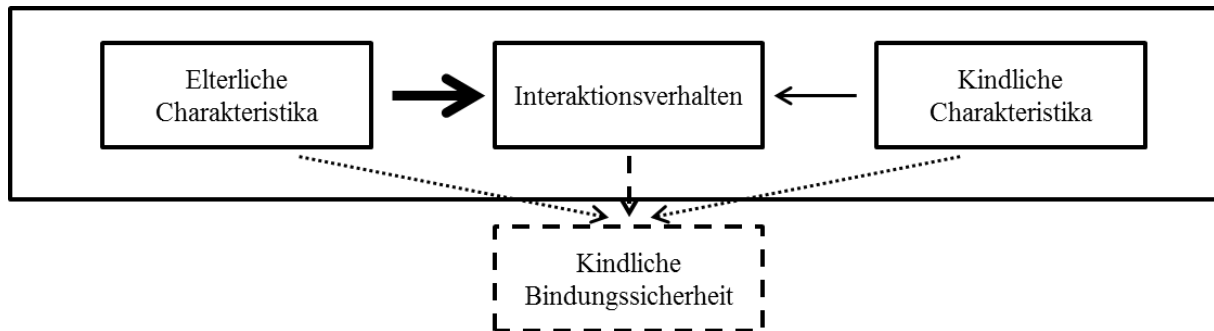 Elterliche
Charakteristika
Interaktionsverhalten
Kindliche
Charakteristika
Kindliche
Bindungssicherheit